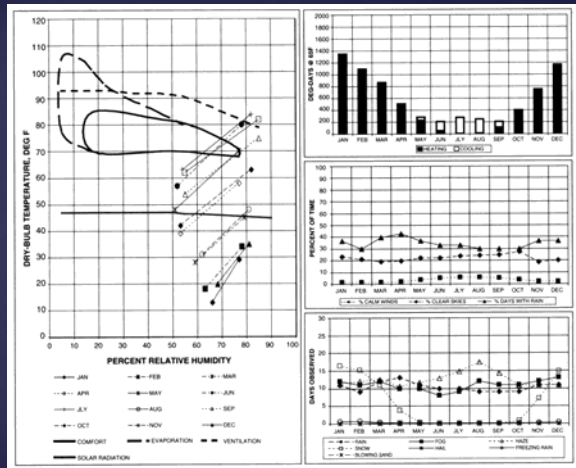 DRY-BULB TEMPERATURE, DEG F
120
110
100
90
80
70
60
50
40
30
20
10
0
0 10 20 30 40 50 60 70 80 90 100
PERCENT RELATIVE HUMIDITY
JAN FEB MAR
APR MAY JUN
JLY AUG SEP
OCT NOV DEC
COMFORT EVAPORATION VENTILATION
SOLAR RADIATION
DEG-DAYS @ 65F
2000
1800
1600
1400
1200
1000
800
600
400
200
0
JAN FEB MAR APR MAY JUN JLY AUG SEP OCT NOV DEC
HEATING COOLING
PERCENT OF TIME
100
90
80
70
60
50
40
30
20
10
0
JAN FEB MAR APR MAY JUN JLY AUG SEP OCT NOV DEC
% CALM WINDS % CLEAR SKIES % DAYS WITH RAIN
DAYS OBSERVED
30
25
20
15
10
5
0
JAN FEB MAR APR MAY JUN JLY AUG SEP OCT NOV DEC
RAIN FOG HAZE
SNOW HAIL FREEZING RAIN
BLOWING SAND